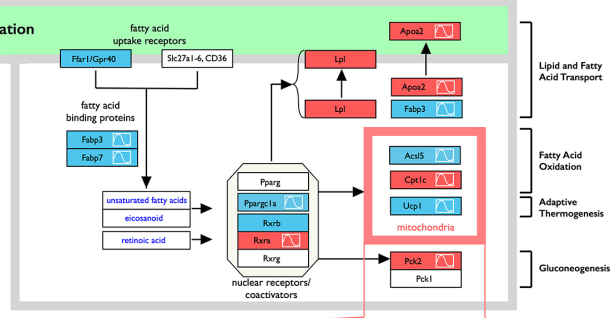 ation
fatty acid
uptake receptors
Ffar1/Gpr40
Slc27a1-6, CD36
fatty acid
binding proteins
Fabp3
Fabp7
unsaturated fatty acids
eicosanoid
retinoic acid
Pparg
Ppargc1a
Rxrb
Rxra
Rxrg
nuclear receptors/
coactivators
Lpl
Lpl
Apoa2
Apoa2
Fabp3
Acsl5
Cpt1c
Ucp1
mitochondria
Pck2
Pck1
Lipid and Fatty
Acid Transport
Fatty Acid
Oxidation
Adaptive
Thermogenesis
Gluconeogenesis